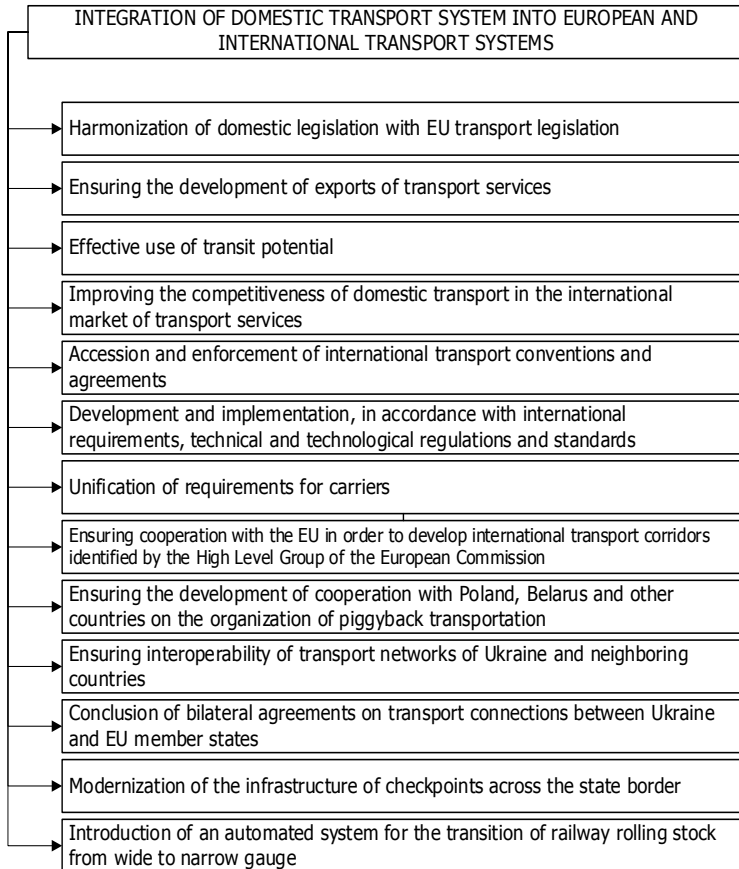 INTEGRATION OF DOMESTIC TRANSPORT SYSTEM INTO EUROPEAN AND
INTERNATIONAL TRANSPORT SYSTEMS
Harmonization of domestic legislation with EU transport legislation
Ensuring the development of exports of transport services
Effective use of transit potential
Improving the competitiveness of domestic transport in the international
market of transport services
Accession and enforcement of international transport conventions and
agreements
Development and implementation, in accordance with international
requirements, technical and technological regulations and standards
Unification of requirements for carriers
Ensuring cooperation with the EU in order to develop international transport corridors
identified by the High Level Group of the European Commission
Ensuring the development of cooperation with Poland, Belarus and other
countries on the organization of piggyback transportation
Ensuring interoperability of transport networks of Ukraine and neighboring
countries
Conclusion of bilateral agreements on transport connections between Ukraine
and EU member states
Modernization of the infrastructure of checkpoints across the state border
Introduction of an automated system for the transition of railway rolling stock
from wide to narrow gauge